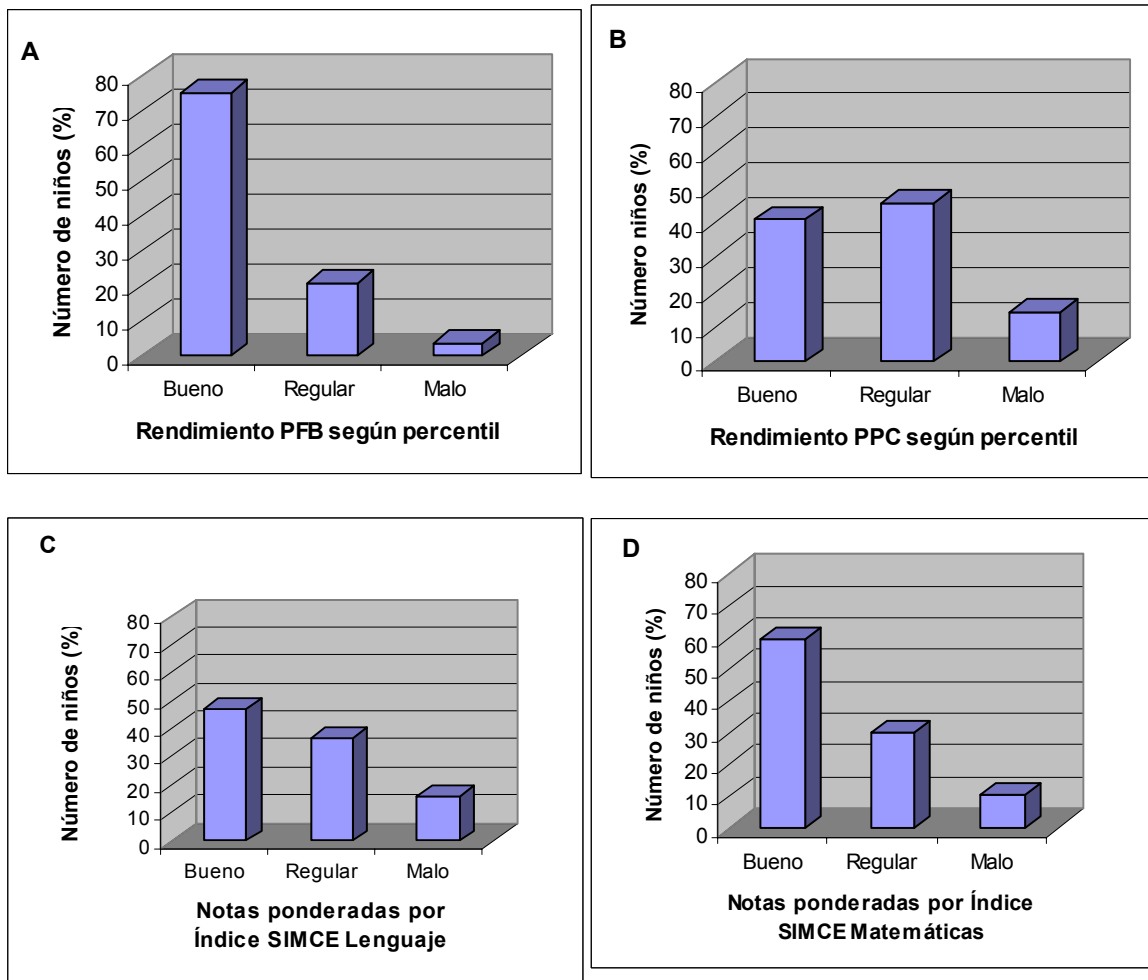 A
Número de niños (%)
80
70
60
50
40
30
20
10
0
Bueno Regular Malo
Rendimiento PFB según percentil
B
Número niños (%)
80
70
60
50
40
30
20
10
0
Bueno Regular Malo
Rendimiento PPC según percentil
C
Número de niños (%)
80
70
60
50
40
30
20
10
0
Bueno Regular Malo
Notas ponderadas por
Índice SIMCE Lenguaje
D
Número de niños (%)
80
70
60
50
40
30
20
10
0
Bueno Regular Malo
Notas ponderadas por Índice
SIMCE Matemáticas